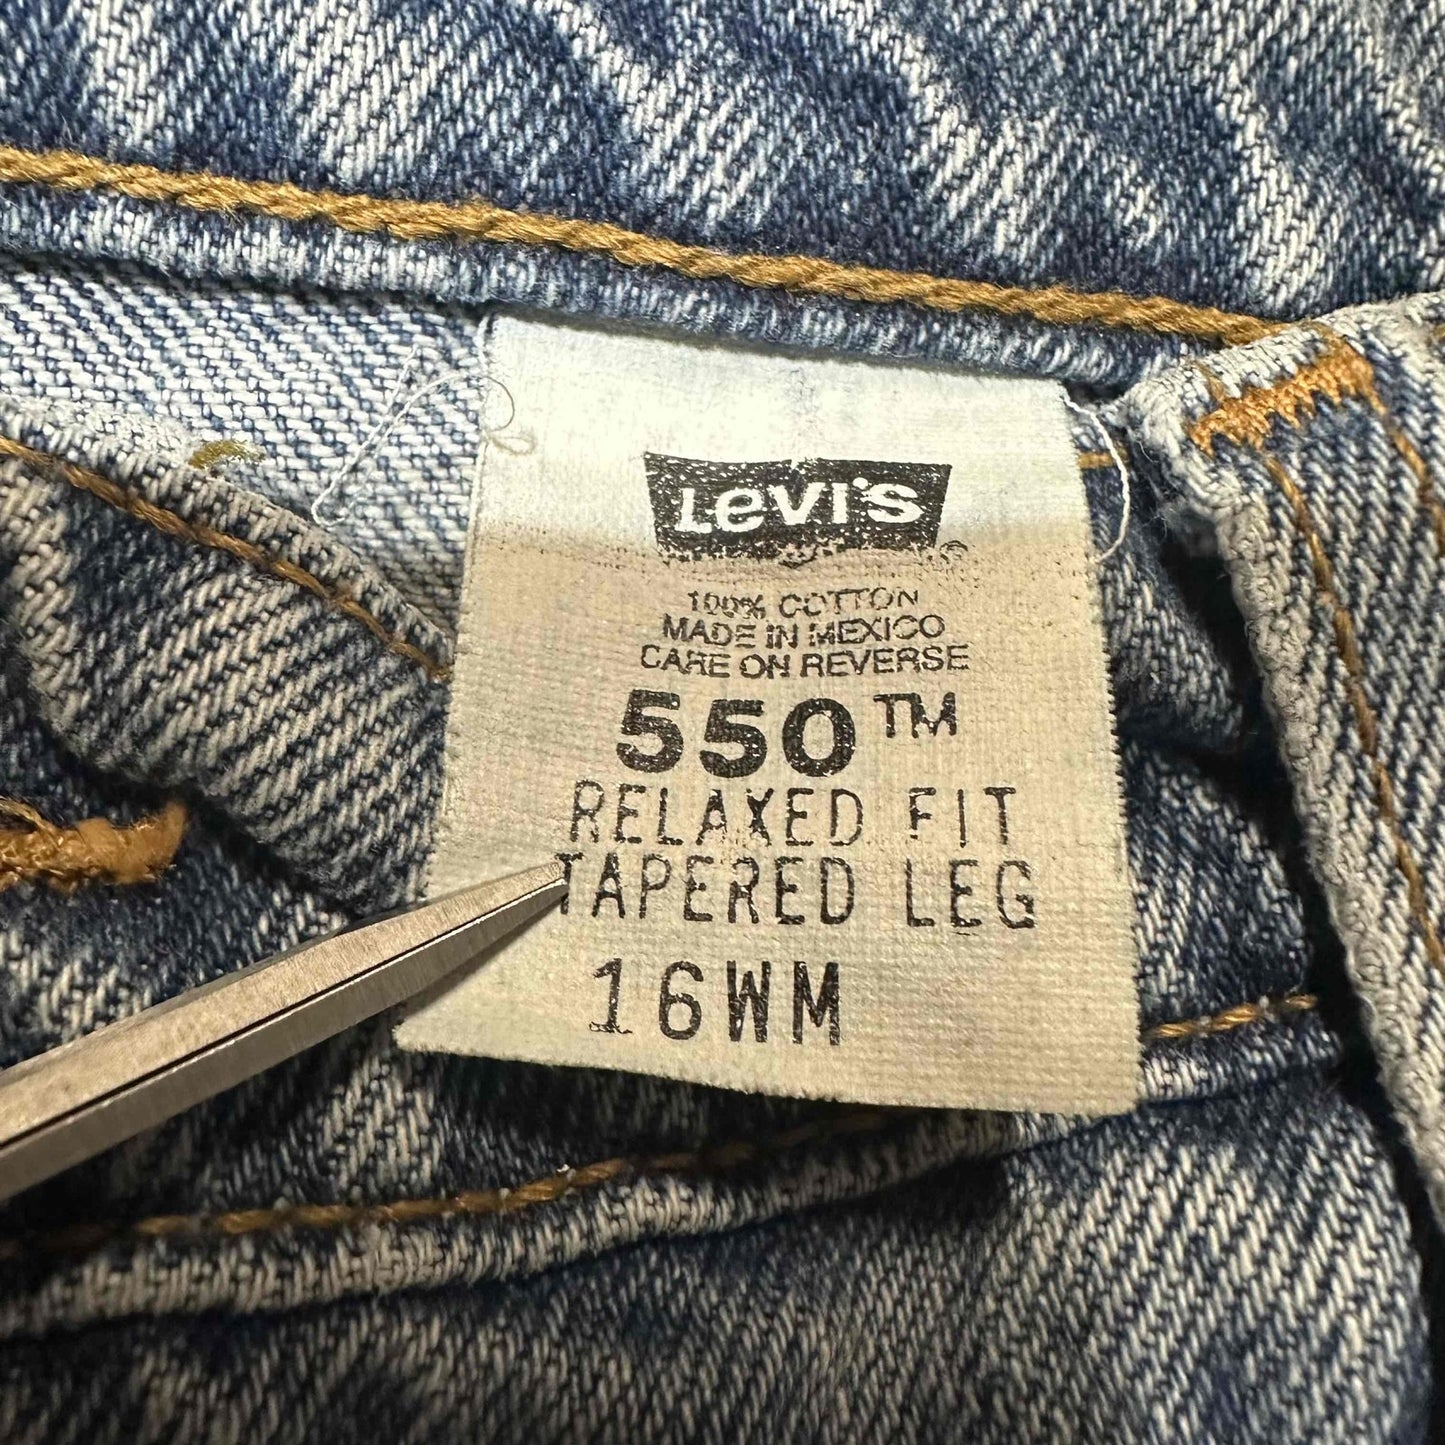 Levi's ®
100% COTTON
MADE IN MEXICO
CARE ON REVERSE
550™
RELAXED FIT
TAPERED LEG
16WM